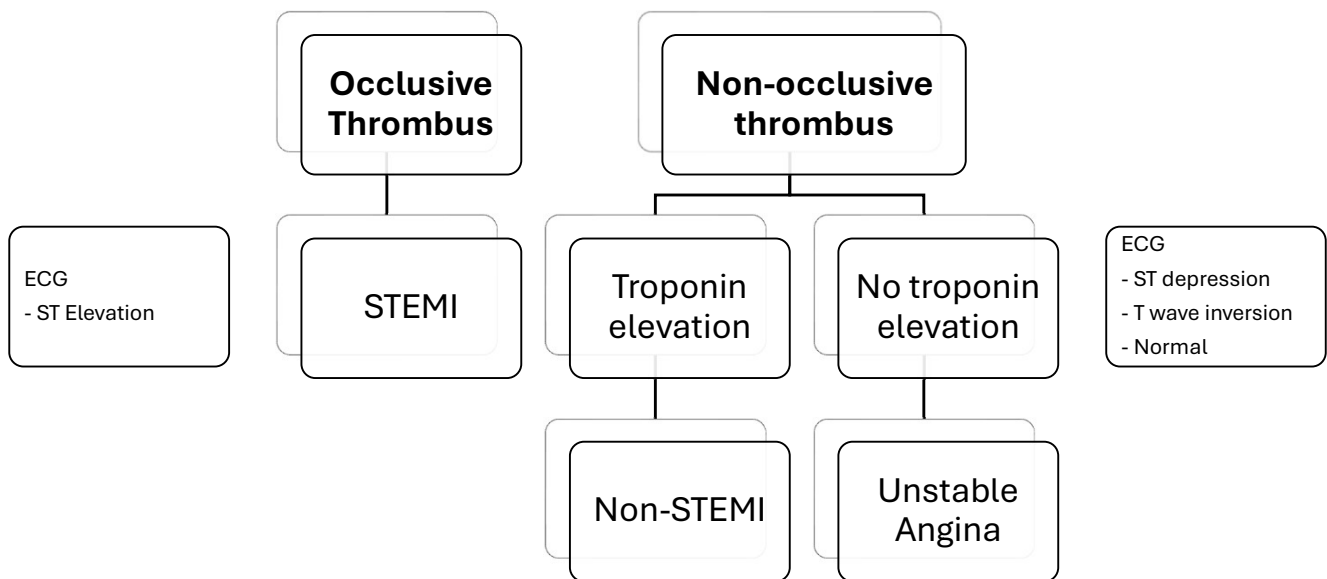 Occlusive
Thrombus
Non-occlusive
thrombus
ECG
- ST Elevation
STEMI
Troponin
elevation
No troponin
elevation
ECG
- ST depression
- T wave inversion
- Normal
Non-STEMI
Unstable
Angina